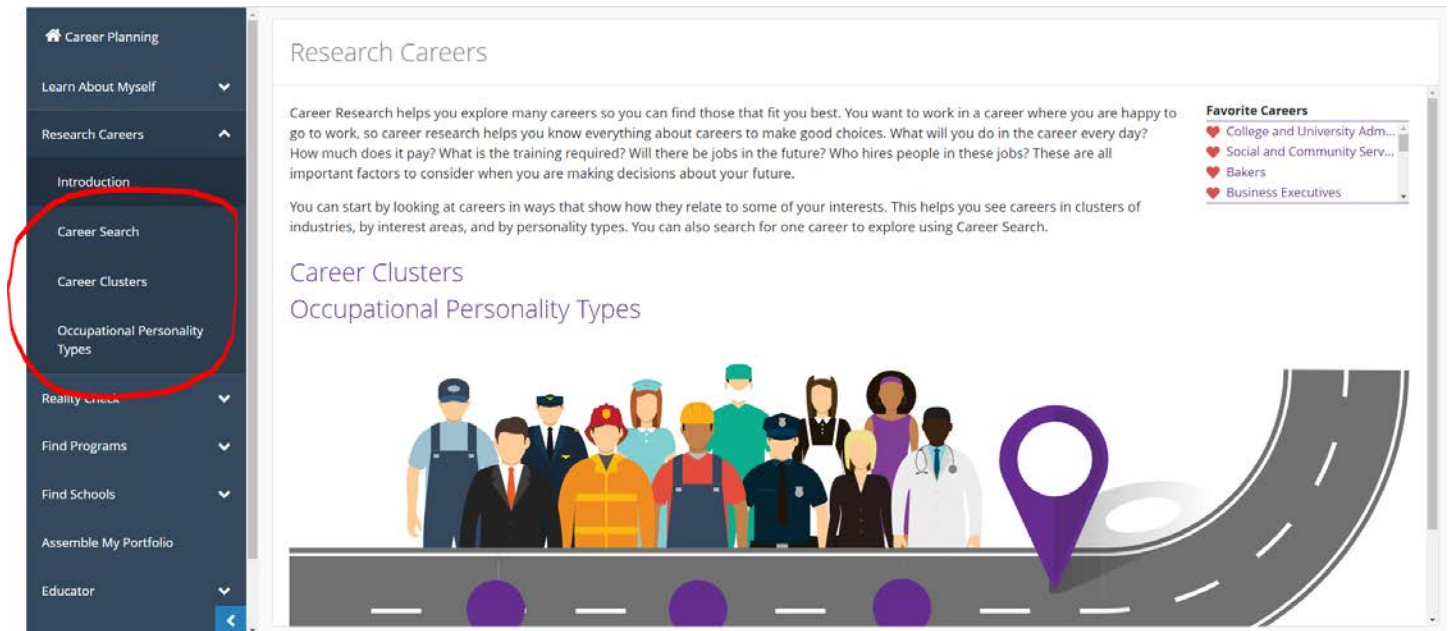 Career Planning
Learn About Myself
Research Careers
Introduction
Career Search
Career Clusters
Occupational Personality
Types
Reality Check
Find Programs
Find Schools
Assemble My Portfolio
Educator
Research Careers
Career Research helps you explore many careers so you can find those that fit you best. You want to work in a career where you are happy to
go to work, so career research helps you know everything about careers to make good choices. What will you do in the career every day?
How much does it pay? What is the training required? Will there be jobs in the future? Who hires people in these jobs? These are all
important factors to consider when you are making decisions about your future.
You can start by looking at careers in ways that show how they relate to some of your interests. This helps you see careers in clusters of
industries, by interest areas, and by personality types. You can also search for one career to explore using Career Search.
Career Clusters
Occupational Personality Types
Favorite Careers
College and University Adm...
Social and Community Serv...
Bakers
Business Executives